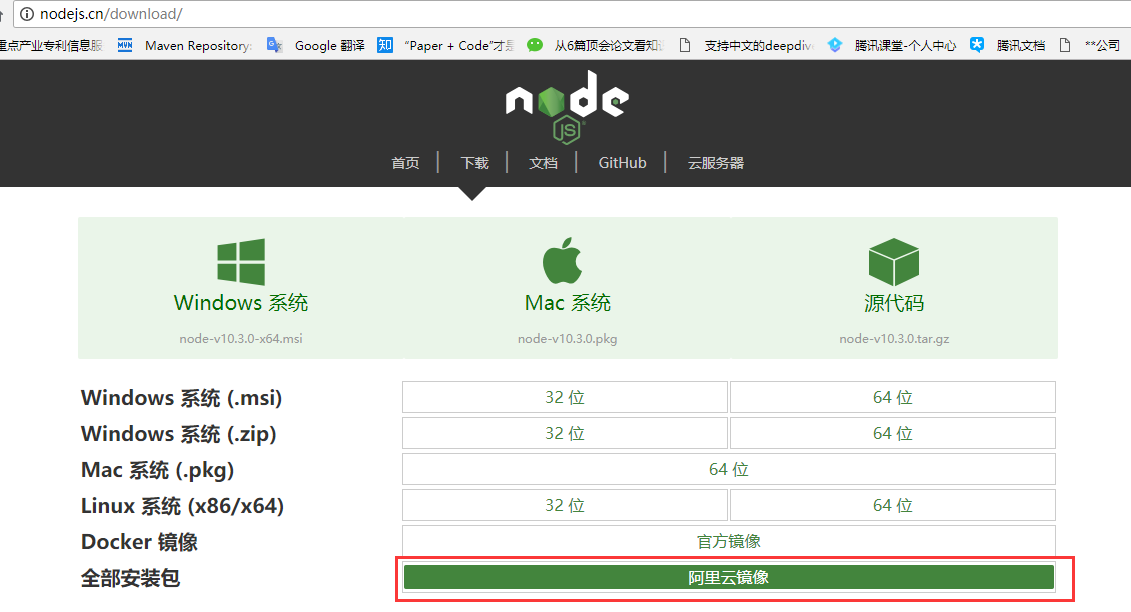 nodejs.cn/download/
重点产业专利信息服 MVN Maven Repository: G Google 翻译 知 “Paper + Code”才是 从6篇顶会论文看知识 支持中文的deepdive 腾讯课堂-个人中心 腾讯文档 **公司
node
JS
首页 下载 文档 GitHub 云服务器
Windows 系统 Mac 系统 源代码
node-v10.3.0-x64.msi node-v10.3.0.pkg node-v10.3.0.tar.gz
Windows 系统 (.msi) 32 位 64 位
Windows 系统 (.zip) 32 位 64 位
Mac 系统 (.pkg) 64 位
Linux 系统 (x86/x64) 32 位 64 位
Docker 镜像 官方镜像
全部安装包 阿里云镜像